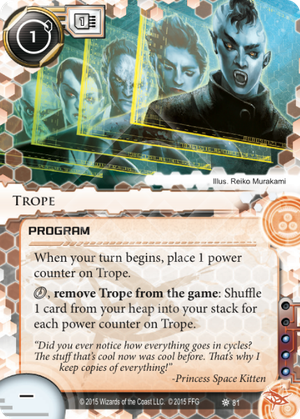 1
1
Illus. Reiko Murakami
TROPE
PROGRAM
When your turn begins, place 1 power
counter on Trope.
, remove Trope from the game: Shuffle
1 card from your heap into your stack for
each power counter on Trope.
“Did you ever notice how everything goes in cycles?
The stuff that’s cool now was cool before. That’s why I
keep copies of everything!”
-Princess Space Kitten
–
© 2015 Wizards of the Coast LLC. © 2015 FFG
81